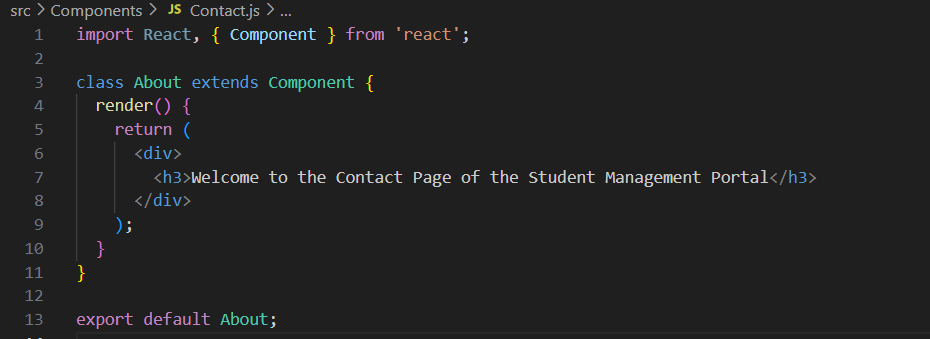 src > Components > JS Contact.js > ...
1 import React, { Component } from 'react';
2
3 class About extends Component {
4   render() {
5     return (
6       <div>
7         <h3>Welcome to the Contact Page of the Student Management Portal</h3>
8       </div>
9     );
10   }
11 }
12
13 export default About;